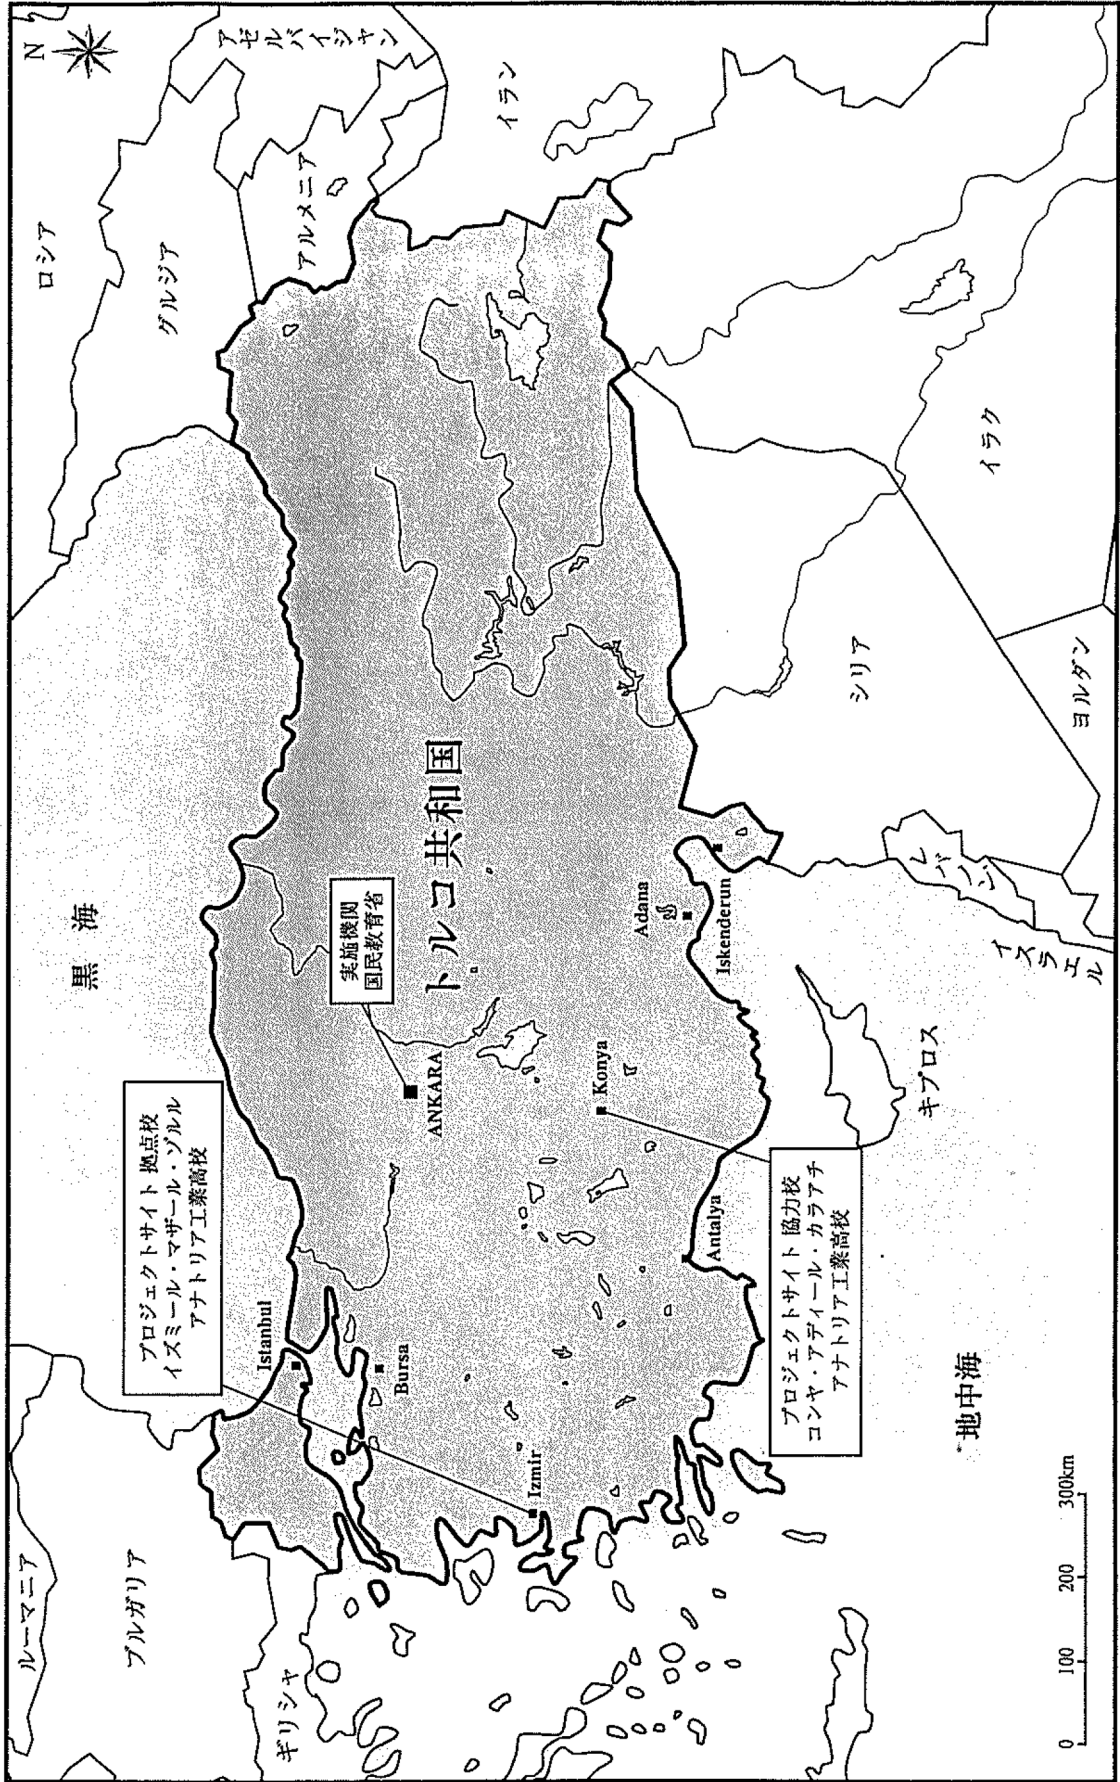 N
ロシア
グルジア
アゼルバイジャン
アルメニア
イラン
ルーマニア
ブルガリア
ギリシャ
黒 海
プロジェクトサイト 拠点校
イズミール・マザール・ゾルル
アナトリア工業高校
実施機関
国民教育省
トルコ共和国
Istanbul
Bursa
Izmir
ANKARA
Konya
Adana
Iskenderun
Antalya
プロジェクトサイト 協力校
コンヤ・アディール・カラアチ
アナトリア工業高校
キプロス
シリア
イラク
ヨルダン
レバノン
イスラエル
地中海
0 100 200 300km